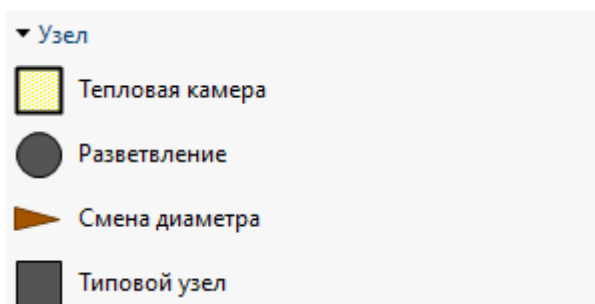 Узел
Тепловая камера
Разветвление
Смена диаметра
Типовой узел